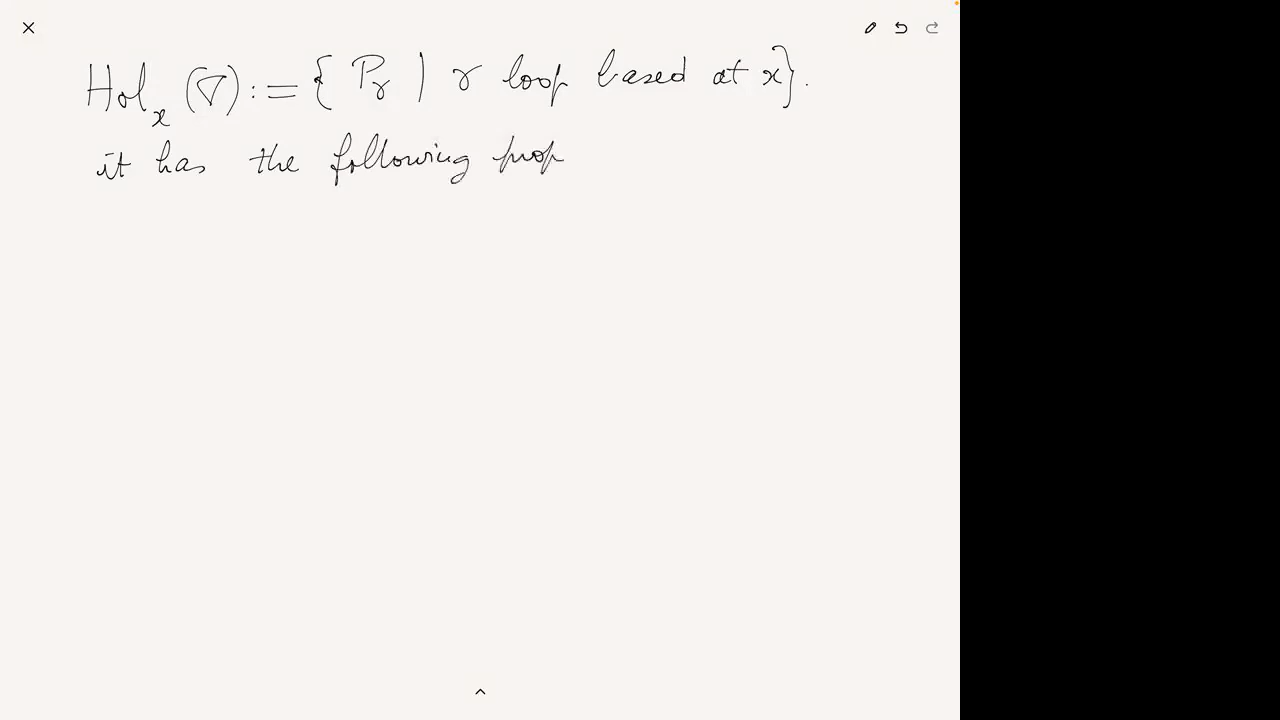 Hol_x (∇) := { P_γ | γ loop based at x}.
it has the following prop